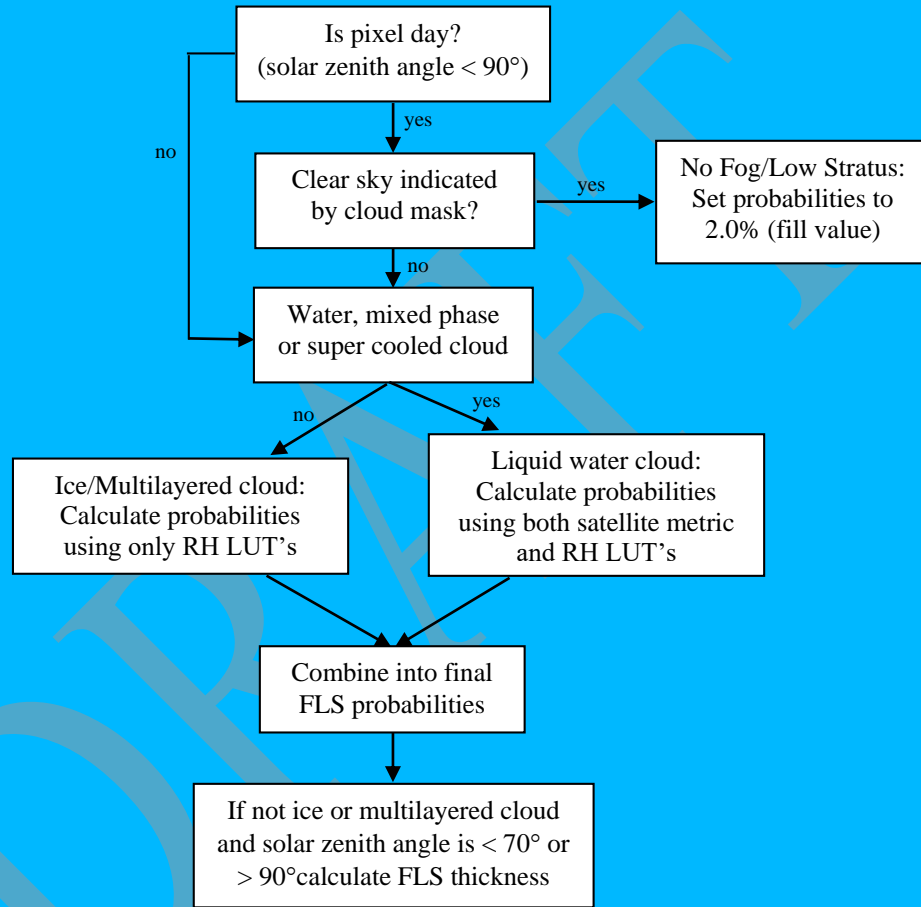 Is pixel day?
(solar zenith angle < 90°)
yes
no
Clear sky indicated
by cloud mask?
yes
No Fog/Low Stratus:
Set probabilities to
2.0% (fill value)
no
Water, mixed phase
or super cooled cloud
no
yes
Ice/Multilayered cloud:
Calculate probabilities
using only RH LUT's
Liquid water cloud:
Calculate probabilities
using both satellite metric
and RH LUT's
Combine into final
FLS probabilities
If not ice or multilayered cloud
and solar zenith angle is < 70° or
> 90°calculate FLS thickness
DRAFT